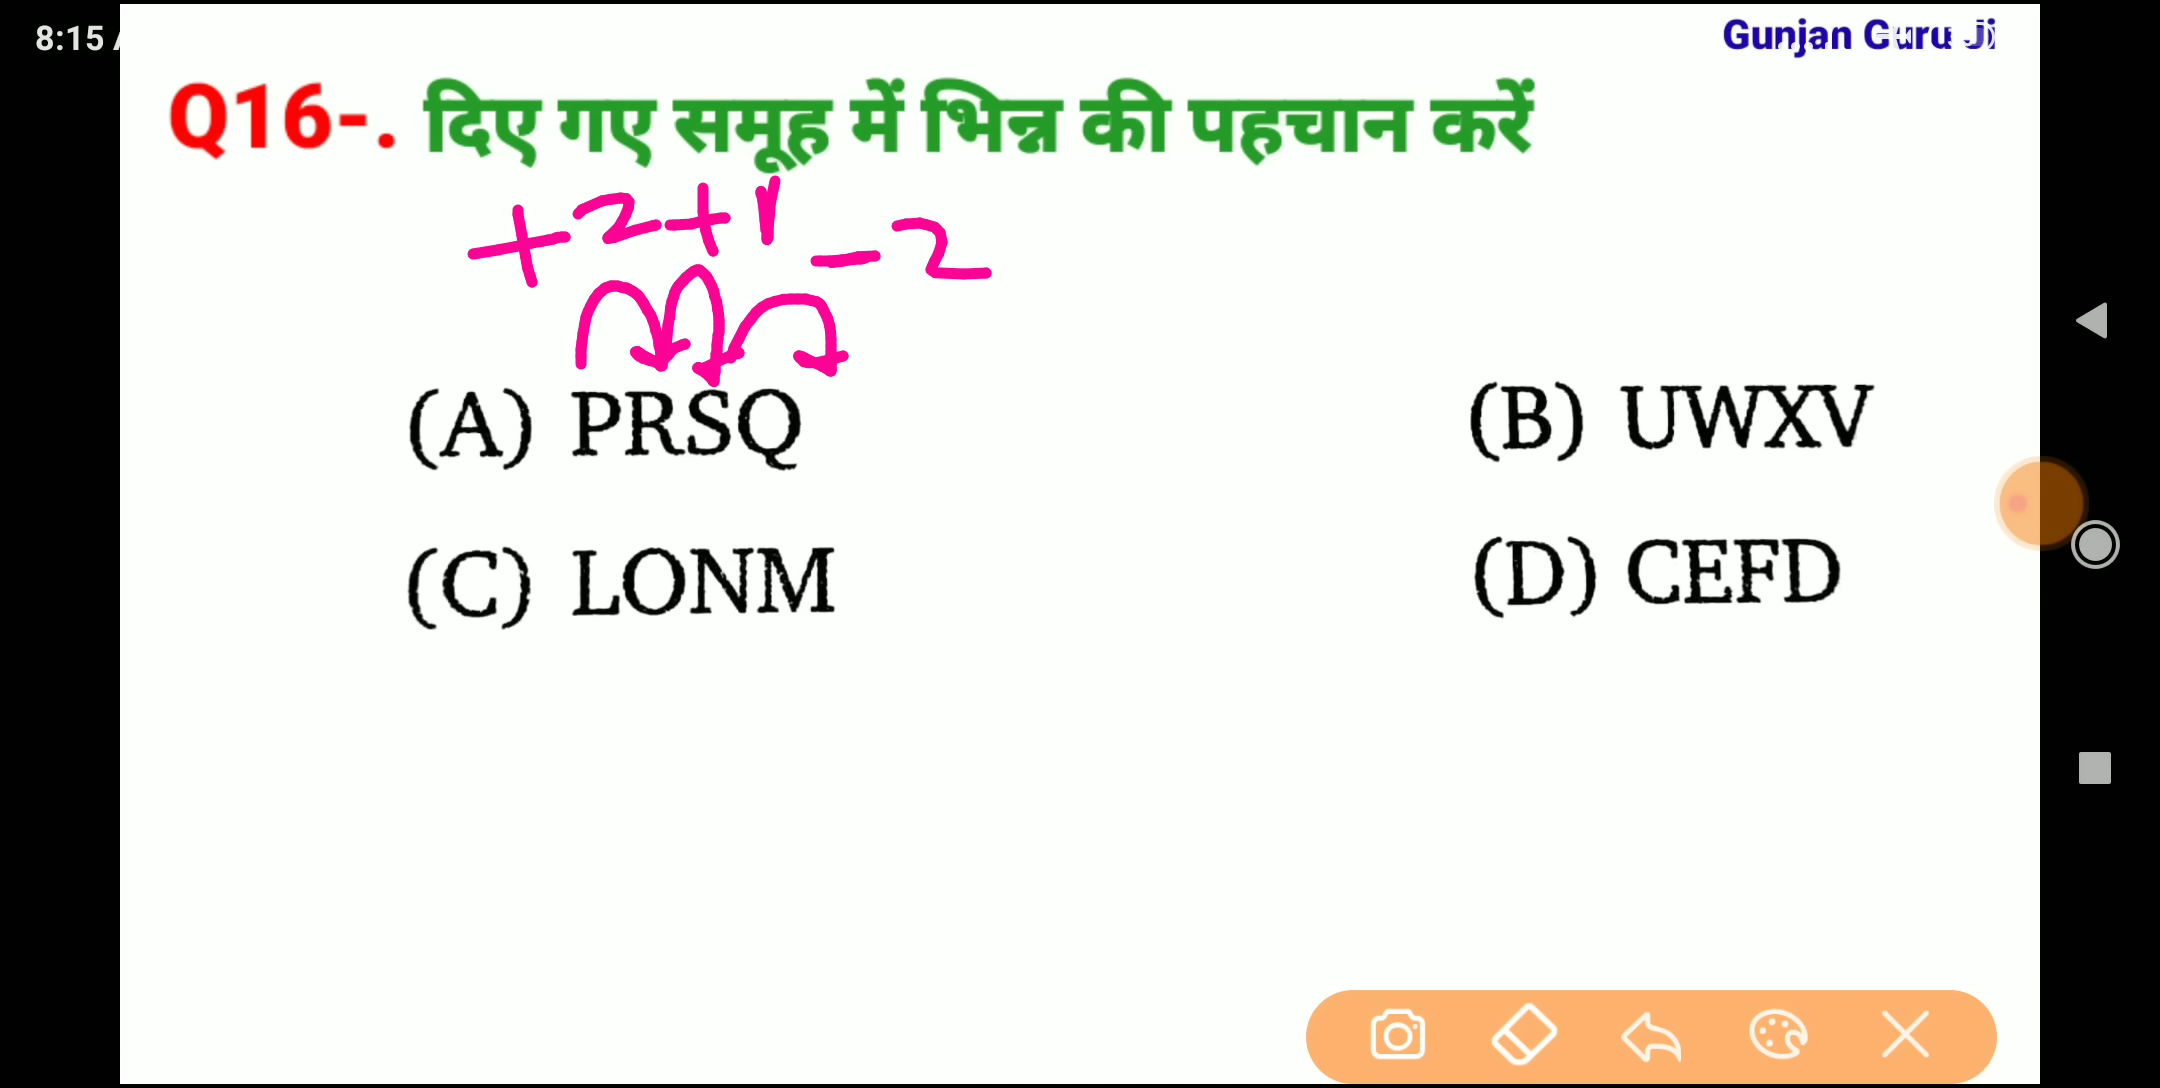 8:15
Gunjan Guru Ji
Q16-. दिए गए समूह में भिन्न की पहचान करें
+2+1-2
(A) PRSQ
(B) UWXV
(C) LONM
(D) CEFD